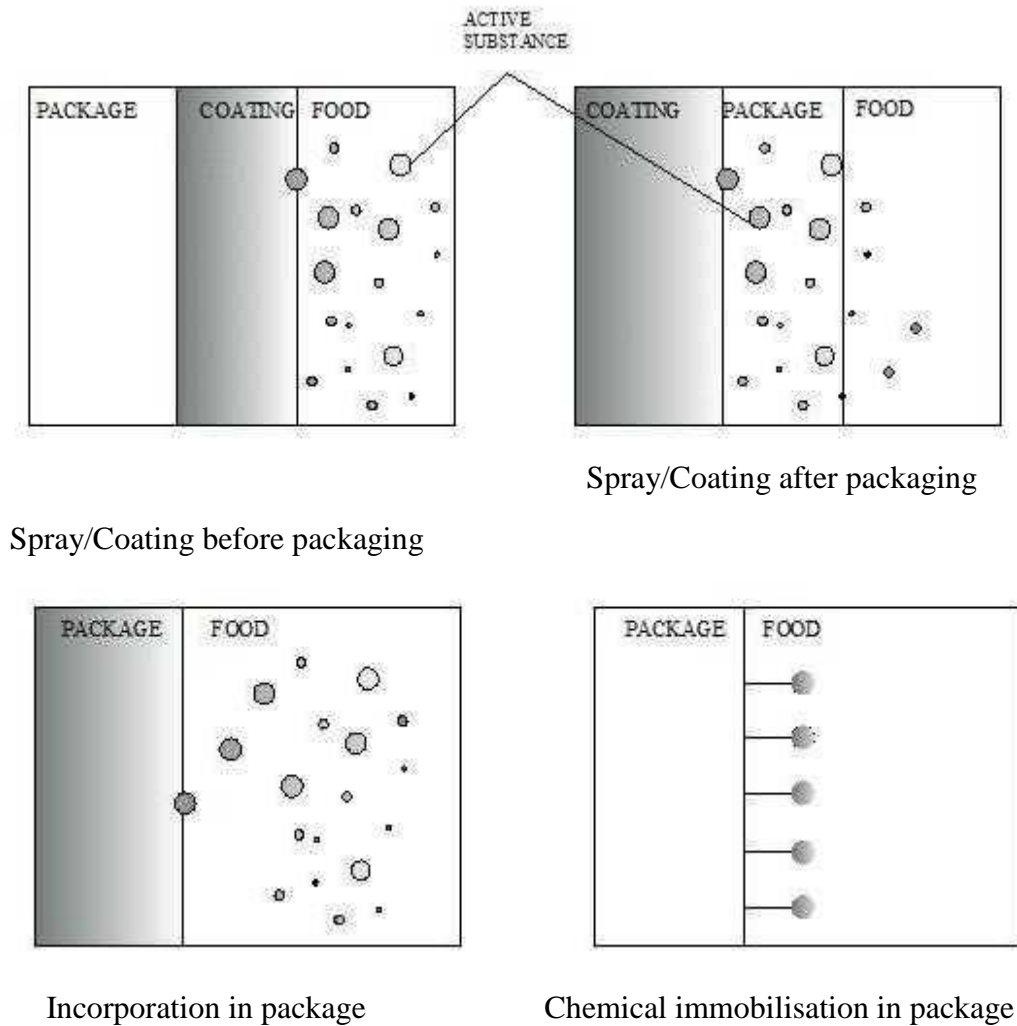 ACTIVE
SUBSTANCE
PACKAGE COATING FOOD
COATING PACKAGE FOOD
Spray/Coating after packaging
Spray/Coating before packaging
PACKAGE FOOD
PACKAGE FOOD
Incorporation in package
Chemical immobilisation in package